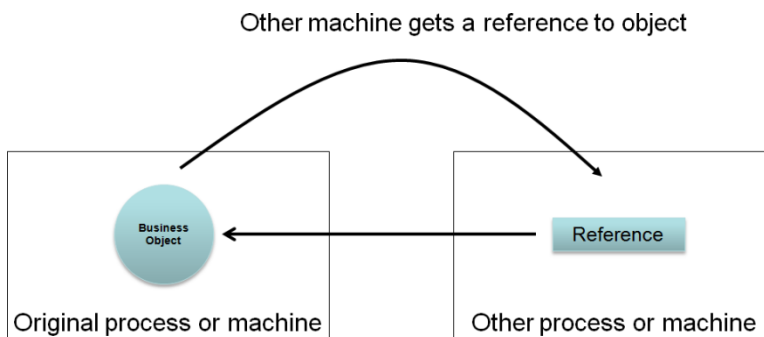 Other machine gets a reference to object
Business
Object
Reference
Original process or machine
Other process or machine